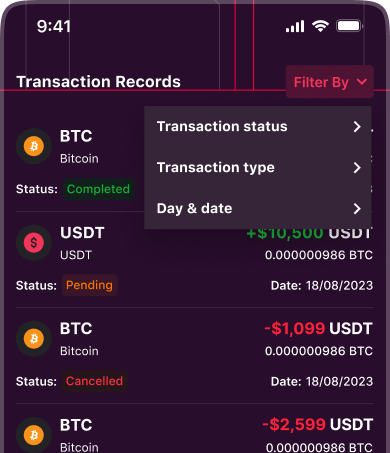 9:41
Transaction Records
Filter By
Transaction status
Transaction type
Day & date
BTC
Bitcoin
Status: Completed
USDT
+$10,500 USDT
USDT
0.000000986 BTC
Status: Pending
Date: 18/08/2023
BTC
-$1,099 USDT
Bitcoin
0.000000986 BTC
Status: Cancelled
Date: 18/08/2023
BTC
-$2,599 USDT
Bitcoin
0.000000986 BTC